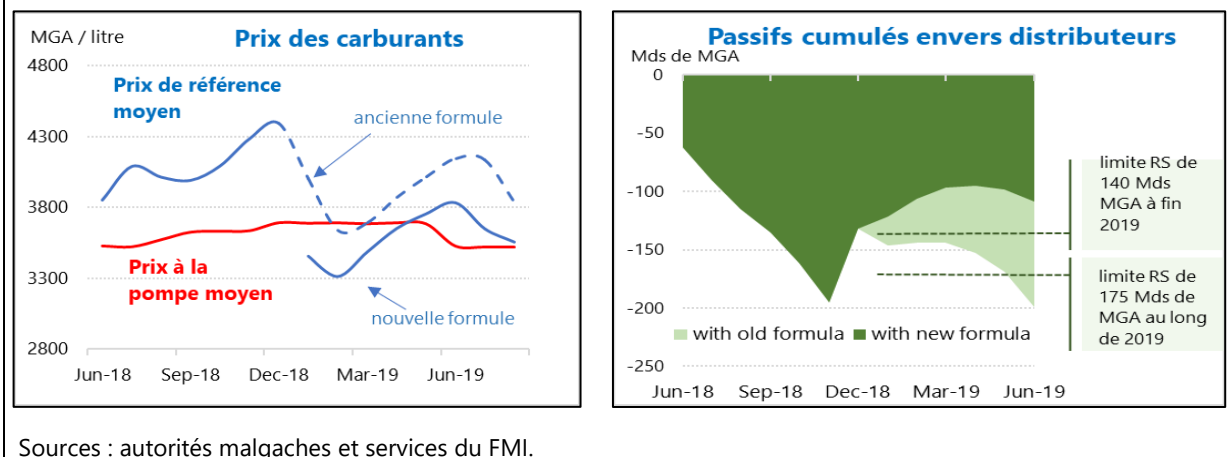 MGA / litre
Prix des carburants
4800
Prix de référence
moyen
ancienne formule
4300
3800
Prix à la
pompe moyen
3300
nouvelle formule
2800
Jun-18 Sep-18 Dec-18 Mar-19 Jun-19
Passifs cumulés envers distributeurs
Mds de MGA
0
-50
-100
-150
-200
-250
limite RS de
140 Mds
MGA à fin
2019
limite RS de
175 Mds de
MGA au long
de 2019
with old formula with new formula
Jun-18 Sep-18 Dec-18 Mar-19 Jun-19
Sources : autorités malgaches et services du FMI.